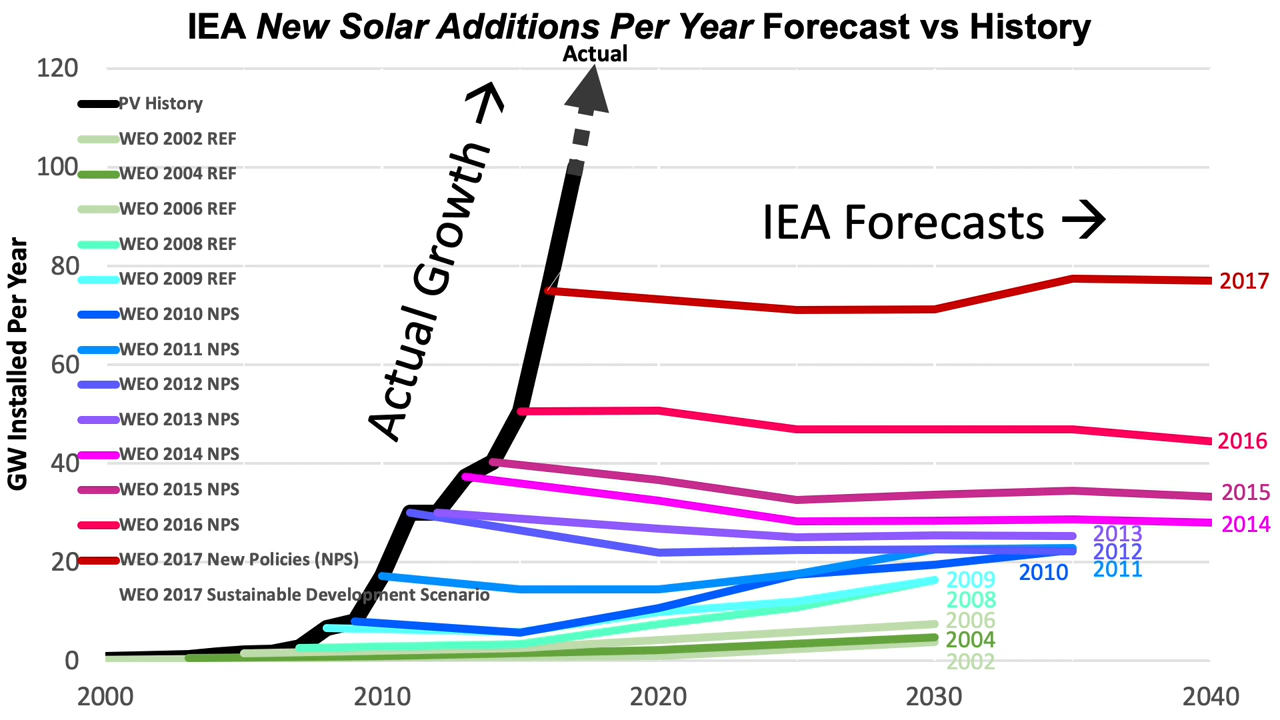 IEA New Solar Additions Per Year Forecast vs History
Actual
120
100
80
60
40
20
0
GW Installed Per Year
PV History
WEO 2002 REF
WEO 2004 REF
WEO 2006 REF
WEO 2008 REF
WEO 2009 REF
WEO 2010 NPS
WEO 2011 NPS
WEO 2012 NPS
WEO 2013 NPS
WEO 2014 NPS
WEO 2015 NPS
WEO 2016 NPS
WEO 2017 New Policies (NPS)
WEO 2017 Sustainable Development Scenario
Actual Growth →
IEA Forecasts →
2017
2016
2015
2014
2013
2012
2011
2010
2009
2008
2006
2004
2002
2000
2010
2020
2030
2040